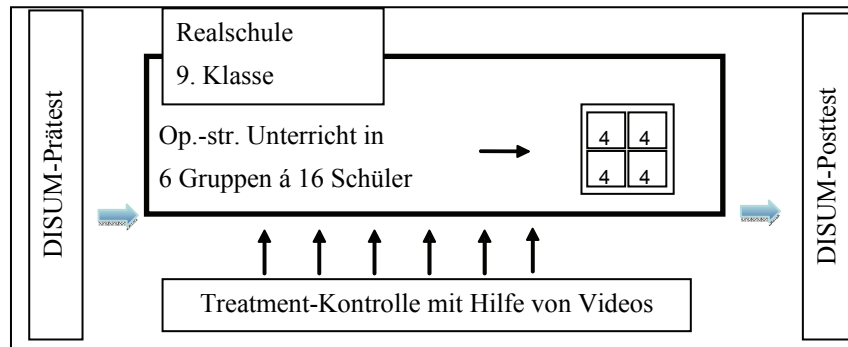 DISUM-Prätest
Realschule
9. Klasse
Op.-str. Unterricht in
6 Gruppen á 16 Schüler
4 4
4 4
Treatment-Kontrolle mit Hilfe von Videos
DISUM-Posttest